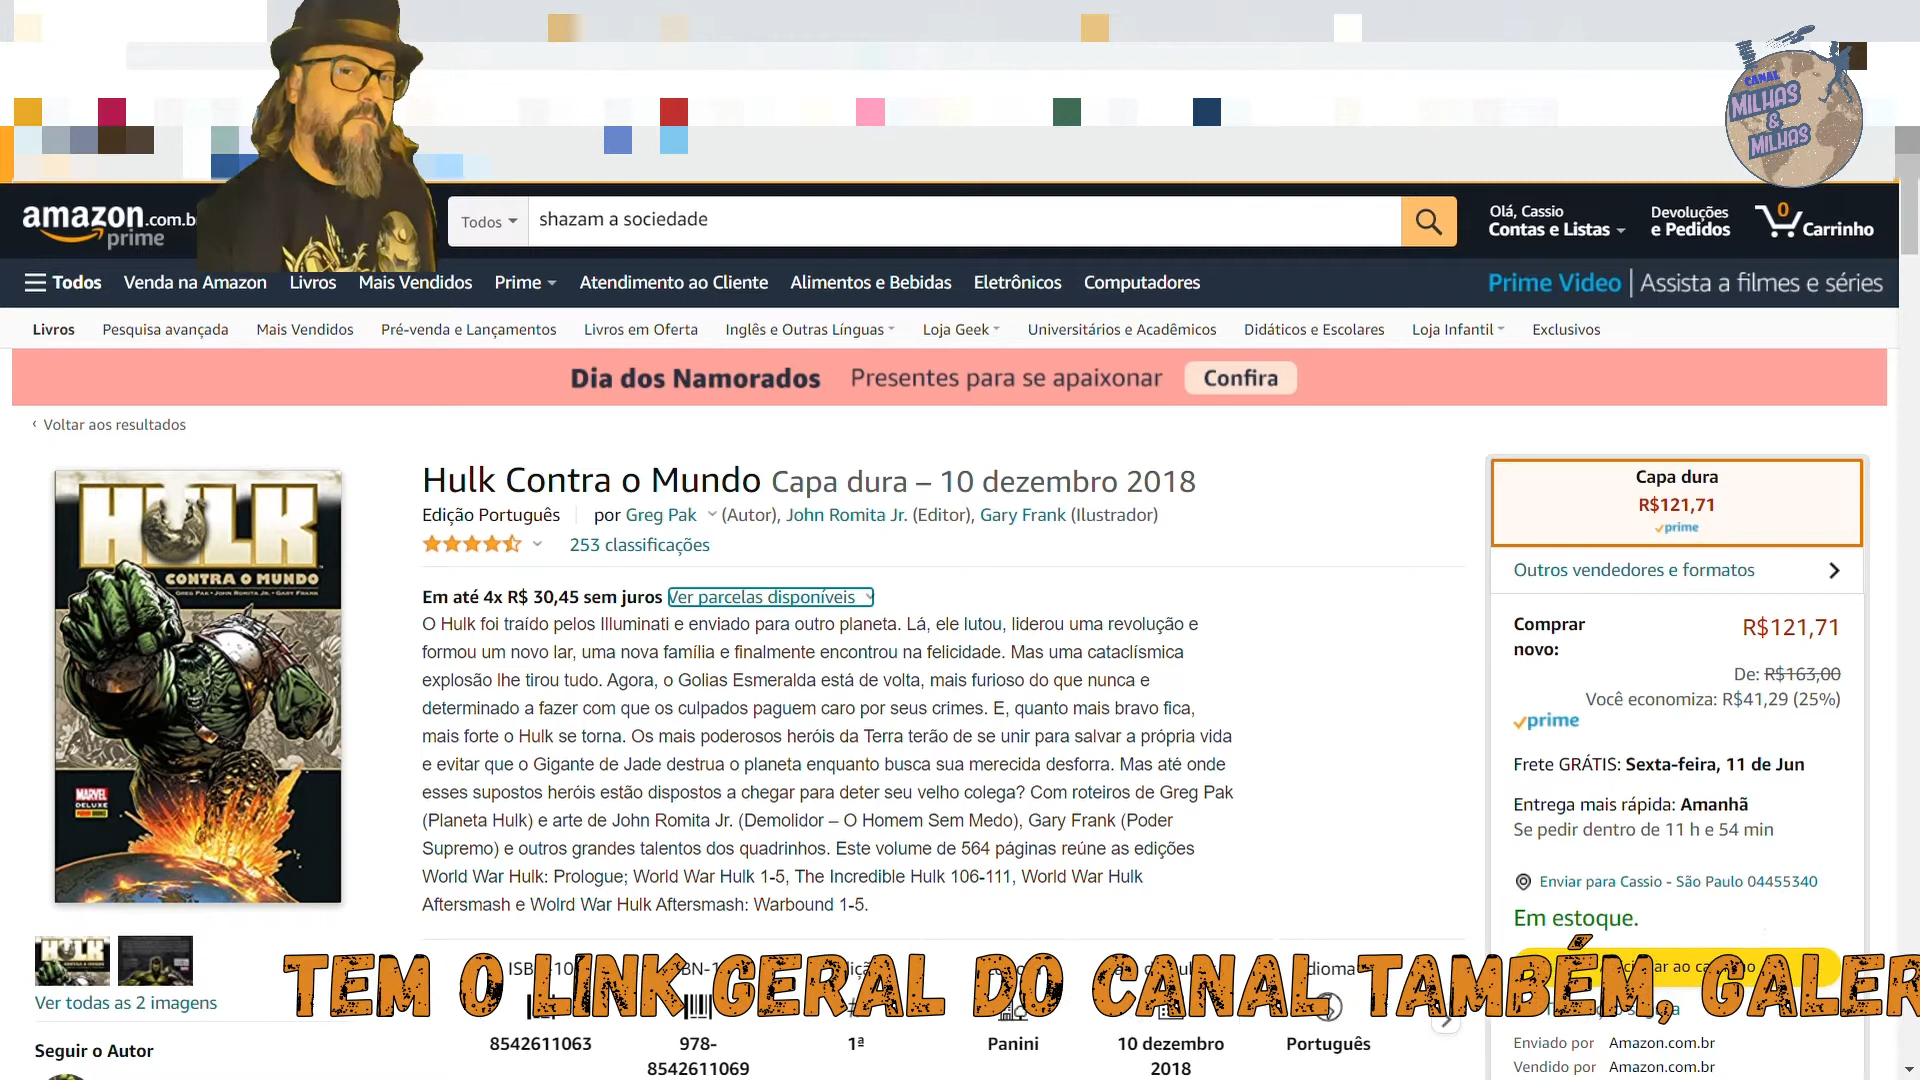 CANAL
MILHAS
&
MILHAS
amazon.com.b
prime
Todos
shazam a sociedade
Olá, Cassio
Contas e Listas
Devoluções
e Pedidos
0
Carrinho
Todos
Venda na Amazon
Livros
Mais Vendidos
Prime
Atendimento ao Cliente
Alimentos e Bebidas
Eletrônicos
Computadores
Prime Video | Assista a filmes e séries
Livros
Pesquisa avançada
Mais Vendidos
Pré-venda e Lançamentos
Livros em Oferta
Inglês e Outras Línguas
Loja Geek
Universitários e Acadêmicos
Didáticos e Escolares
Loja Infantil
Exclusivos
Dia dos Namorados Presentes para se apaixonar Confira
‹ Voltar aos resultados
HULK
CONTRA O MUNDO
GREG PAK · JOHN ROMITA JR. · GARY FRANK
MARVEL
DELUXE
Hulk Contra o Mundo Capa dura – 10 dezembro 2018
Edição Português
por Greg Pak (Autor), John Romita Jr. (Editor), Gary Frank (Ilustrador)
253 classificações
Em até 4x R$ 30,45 sem juros Ver parcelas disponíveis
O Hulk foi traído pelos Illuminati e enviado para outro planeta. Lá, ele lutou, liderou uma revolução e
formou um novo lar, uma nova família e finalmente encontrou na felicidade. Mas uma cataclísmica
explosão lhe tirou tudo. Agora, o Golias Esmeralda está de volta, mais furioso do que nunca e
determinado a fazer com que os culpados paguem caro por seus crimes. E, quanto mais bravo fica,
mais forte o Hulk se torna. Os mais poderosos heróis da Terra terão de se unir para salvar a própria vida
e evitar que o Gigante de Jade destrua o planeta enquanto busca sua merecida desforra. Mas até onde
esses supostos heróis estão dispostos a chegar para deter seu velho colega? Com roteiros de Greg Pak
(Planeta Hulk) e arte de John Romita Jr. (Demolidor – O Homem Sem Medo), Gary Frank (Poder
Supremo) e outros grandes talentos dos quadrinhos. Este volume de 564 páginas reúne as edições
World War Hulk: Prologue; World War Hulk 1-5, The Incredible Hulk 106-111, World War Hulk
Aftersmash e Wolrd War Hulk Aftersmash: Warbound 1-5.
Capa dura
R$121,71
prime
Outros vendedores e formatos
Comprar
novo:
R$121,71
De: R$163,00
Você economiza: R$41,29 (25%)
prime
Frete GRÁTIS: Sexta-feira, 11 de Jun
Entrega mais rápida: Amanhã
Se pedir dentro de 11 h e 54 min
Enviar para Cassio - São Paulo 04455340
Em estoque.
HULK
Ver todas as 2 imagens
TEM O LINK GERAL DO CANAL TAMBÉM, GALER
8542611063
978-
8542611069
1ª
Panini
10 dezembro
2018
Português
Seguir o Autor
Enviado por Amazon.com.br
Vendido por Amazon.com.br